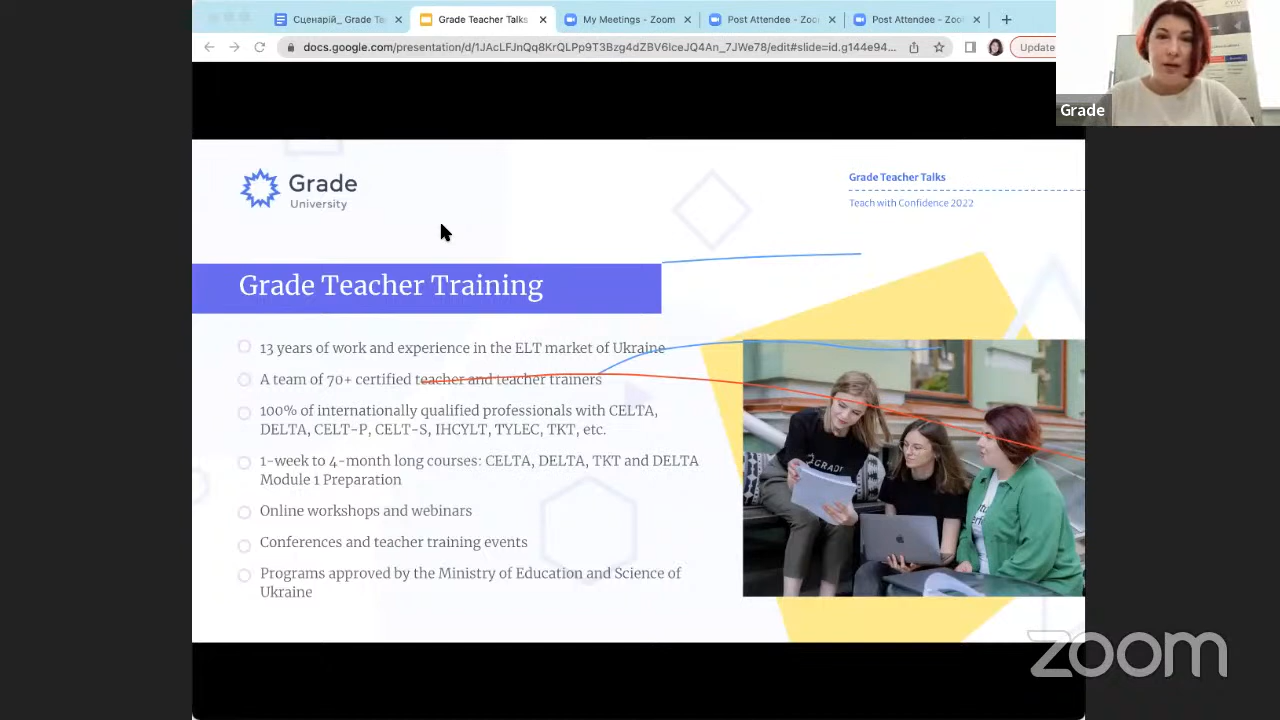 Сценарій_ Grade Te
Grade Teacher Talks
My Meetings - Zoom
Post Attendee - Zoo
Post Attendee - Zoo
docs.google.com/presentation/d/1JAcLFJnQq8KrQLPp9T3Bzg4dZBV6IceJQ4An_7JWe78/edit#slide=id.g144e94...
Update
Grade
Grade
University
Grade Teacher Talks
Teach with Confidence 2022
Grade Teacher Training
13 years of work and experience in the ELT market of Ukraine
A team of 70+ certified teacher and teacher trainers
100% of internationally qualified professionals with CELTA,
DELTA, CELT-P, CELT-S, IHCYLT, TYLEC, TKT, etc.
1-week to 4-month long courses: CELTA, DELTA, TKT and DELTA
Module 1 Preparation
Online workshops and webinars
Conferences and teacher training events
Programs approved by the Ministry of Education and Science of
Ukraine
zoom